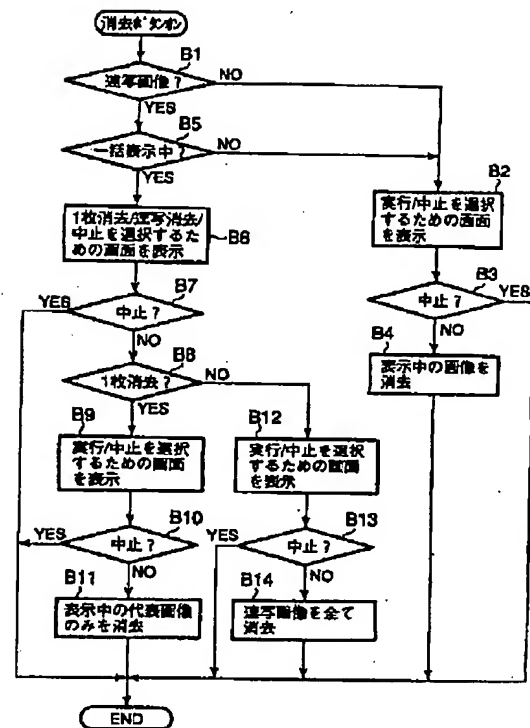 消去ボタンオン
B1
連写画像?
NO
YES
B5
一括表示中?
NO
YES
1枚消去/連写消去/
中止を選択するた
めの画面を表示
B6
B7
YES
中止?
NO
B8
1枚消去?
NO
YES
B9
実行/中止を選択
するための画面
を表示
B10
YES
中止?
NO
B11
表示中の代表画像
のみを消去
B12
実行/中止を選択
するための画面
を表示
B13
YES
中止?
NO
B14
連写画像を全て
消去
B2
実行/中止を選択
するための画面
を表示
B3
YES
中止?
NO
B4
表示中の画像を
消去
END